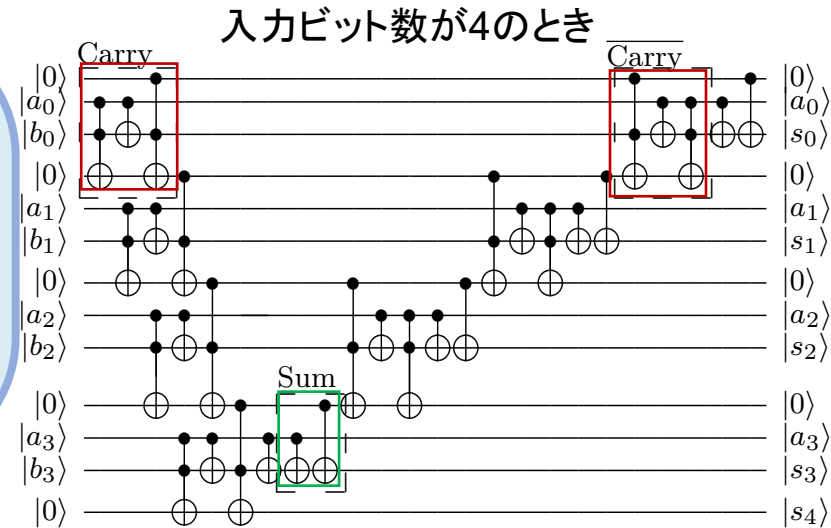 入力ビット数が4のとき
Carry
Carry
|0⟩ |0⟩
|a₀⟩ |a₀⟩
|b₀⟩ |s₀⟩
|0⟩ |0⟩
|a₁⟩ |a₁⟩
|b₁⟩ |s₁⟩
|0⟩ |0⟩
|a₂⟩ |a₂⟩
|b₂⟩ |s₂⟩
Sum
|0⟩ |0⟩
|a₃⟩ |a₃⟩
|b₃⟩ |s₃⟩
|0⟩ |s₄⟩